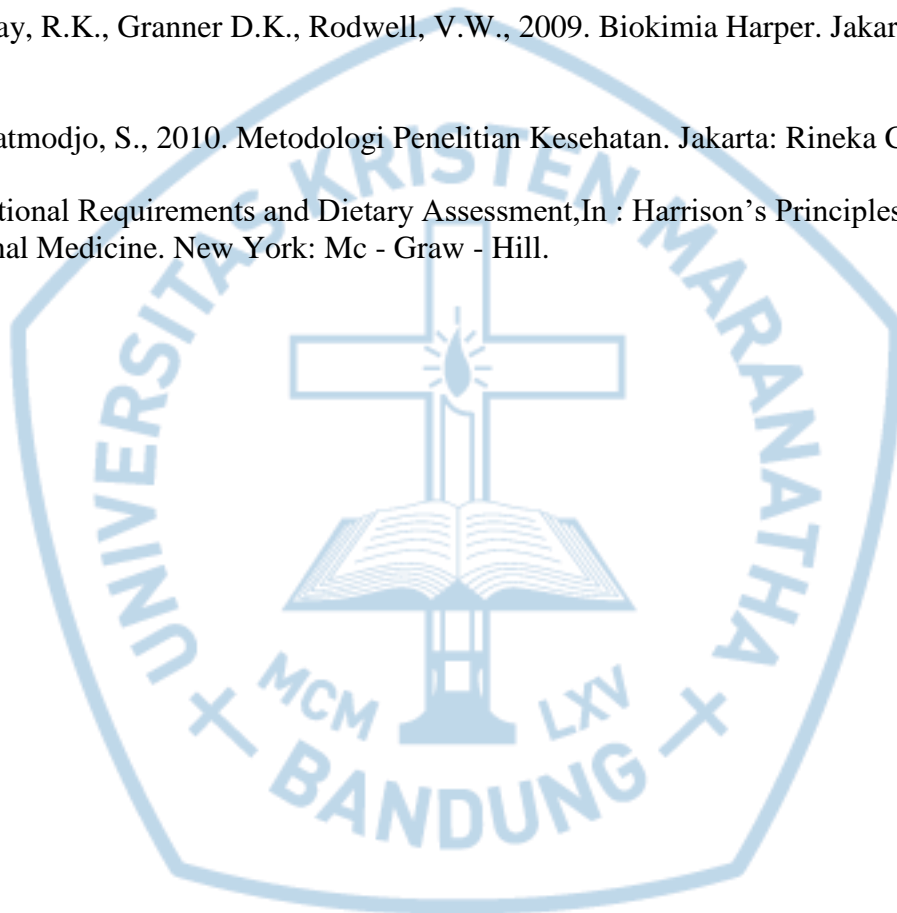 ay, R.K., Granner D.K., Rodwell, V.W., 2009. Biokimia Harper. Jakar
atmodjo, S., 2010. Metodologi Penelitian Kesehatan. Jakarta: Rineka C
tional Requirements and Dietary Assessment,In : Harrison’s Principles
nal Medicine. New York: Mc - Graw - Hill.
UNIVERSITAS KRISTEN MARANATHA
MCM LXV
BANDUNG